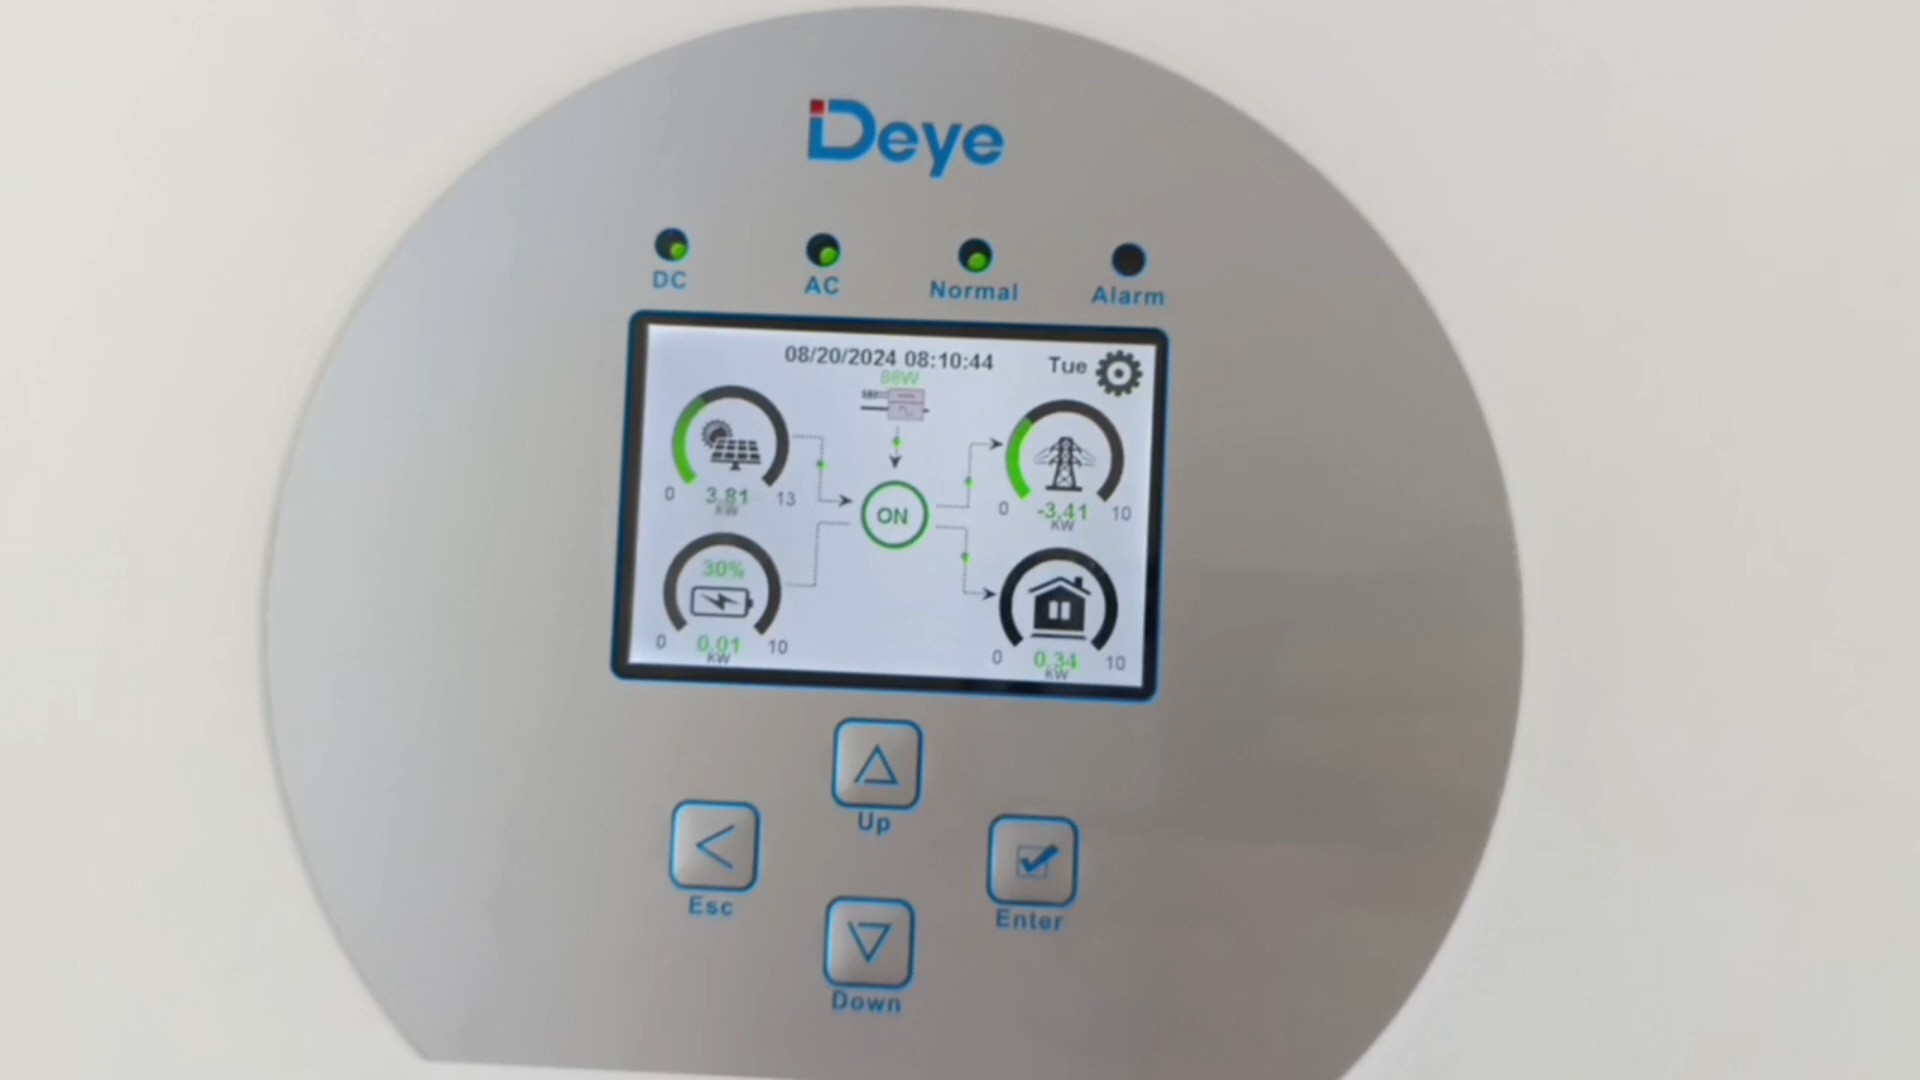 Deye
DC AC Normal Alarm
08/20/2024 08:10:44 Tue
88W
0 3.81 13
KW
0 -3.41 10
KW
ON
30%
0 0.01 10
KW
0 0.34 10
KW
Up
Esc
Enter
Down